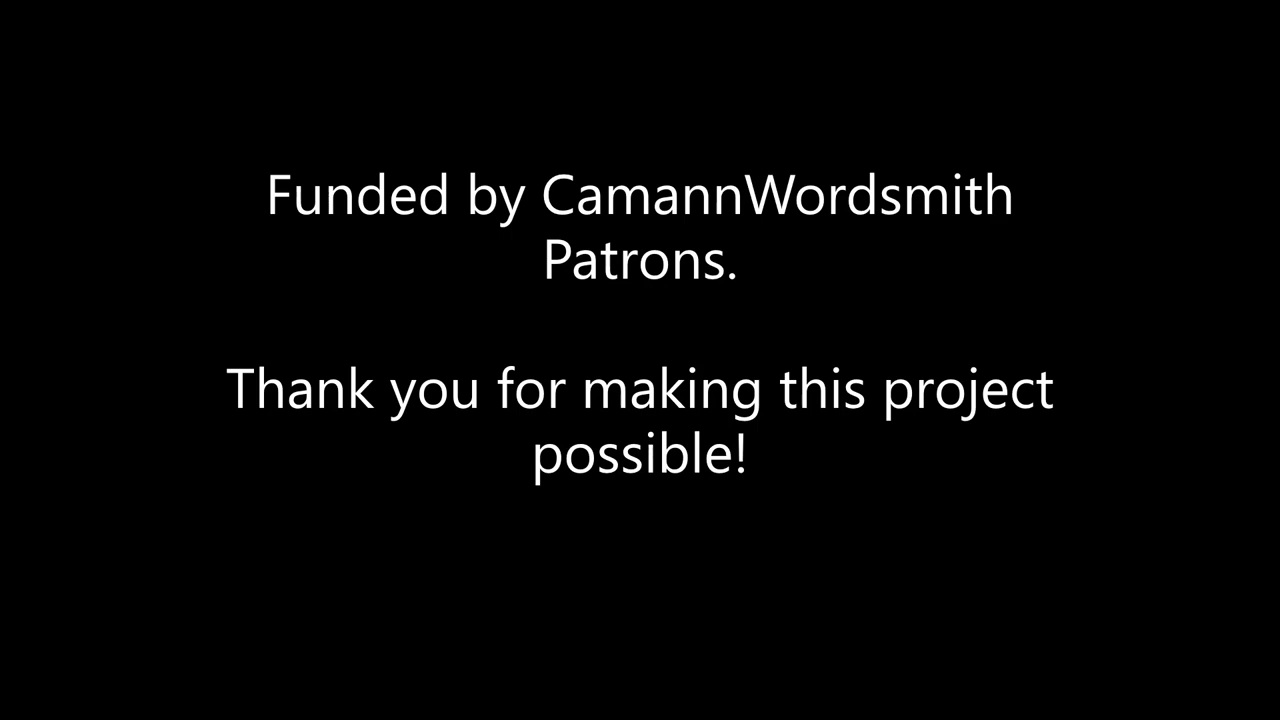 Funded by CamannWordsmith
Patrons.
Thank you for making this project
possible!